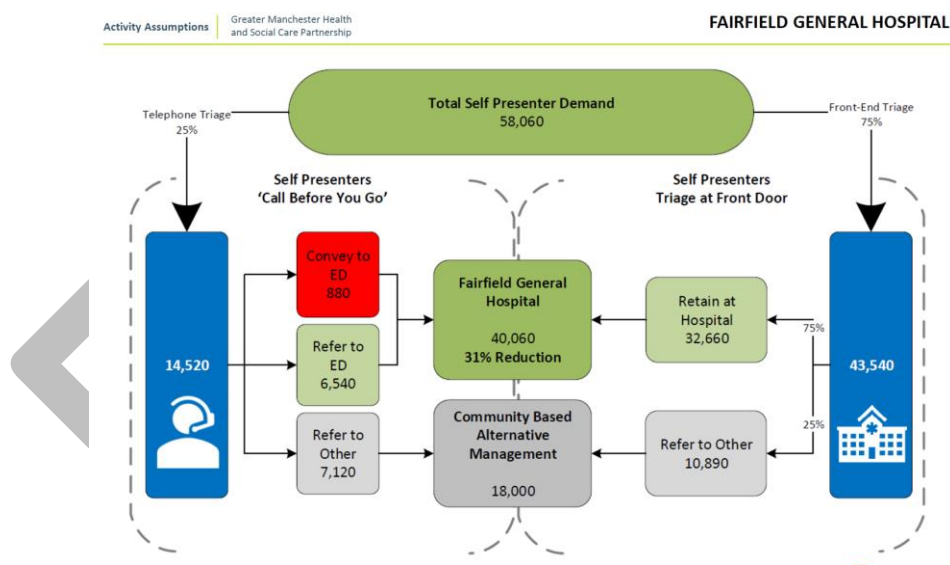 Activity Assumptions
Greater Manchester Health
and Social Care Partnership
FAIRFIELD GENERAL HOSPITAL
Total Self Presenter Demand
58,060
Telephone Triage
25%
Front-End Triage
75%
Self Presenters
‘Call Before You Go’
Self Presenters
Triage at Front Door
Convey to
ED
880
Fairfield General
Hospital
40,060
31% Reduction
Retain at
Hospital
32,660
75%
14,520
Refer to
ED
6,540
43,540
Refer to
Other
7,120
Community Based
Alternative
Management
18,000
Refer to Other
10,890
25%